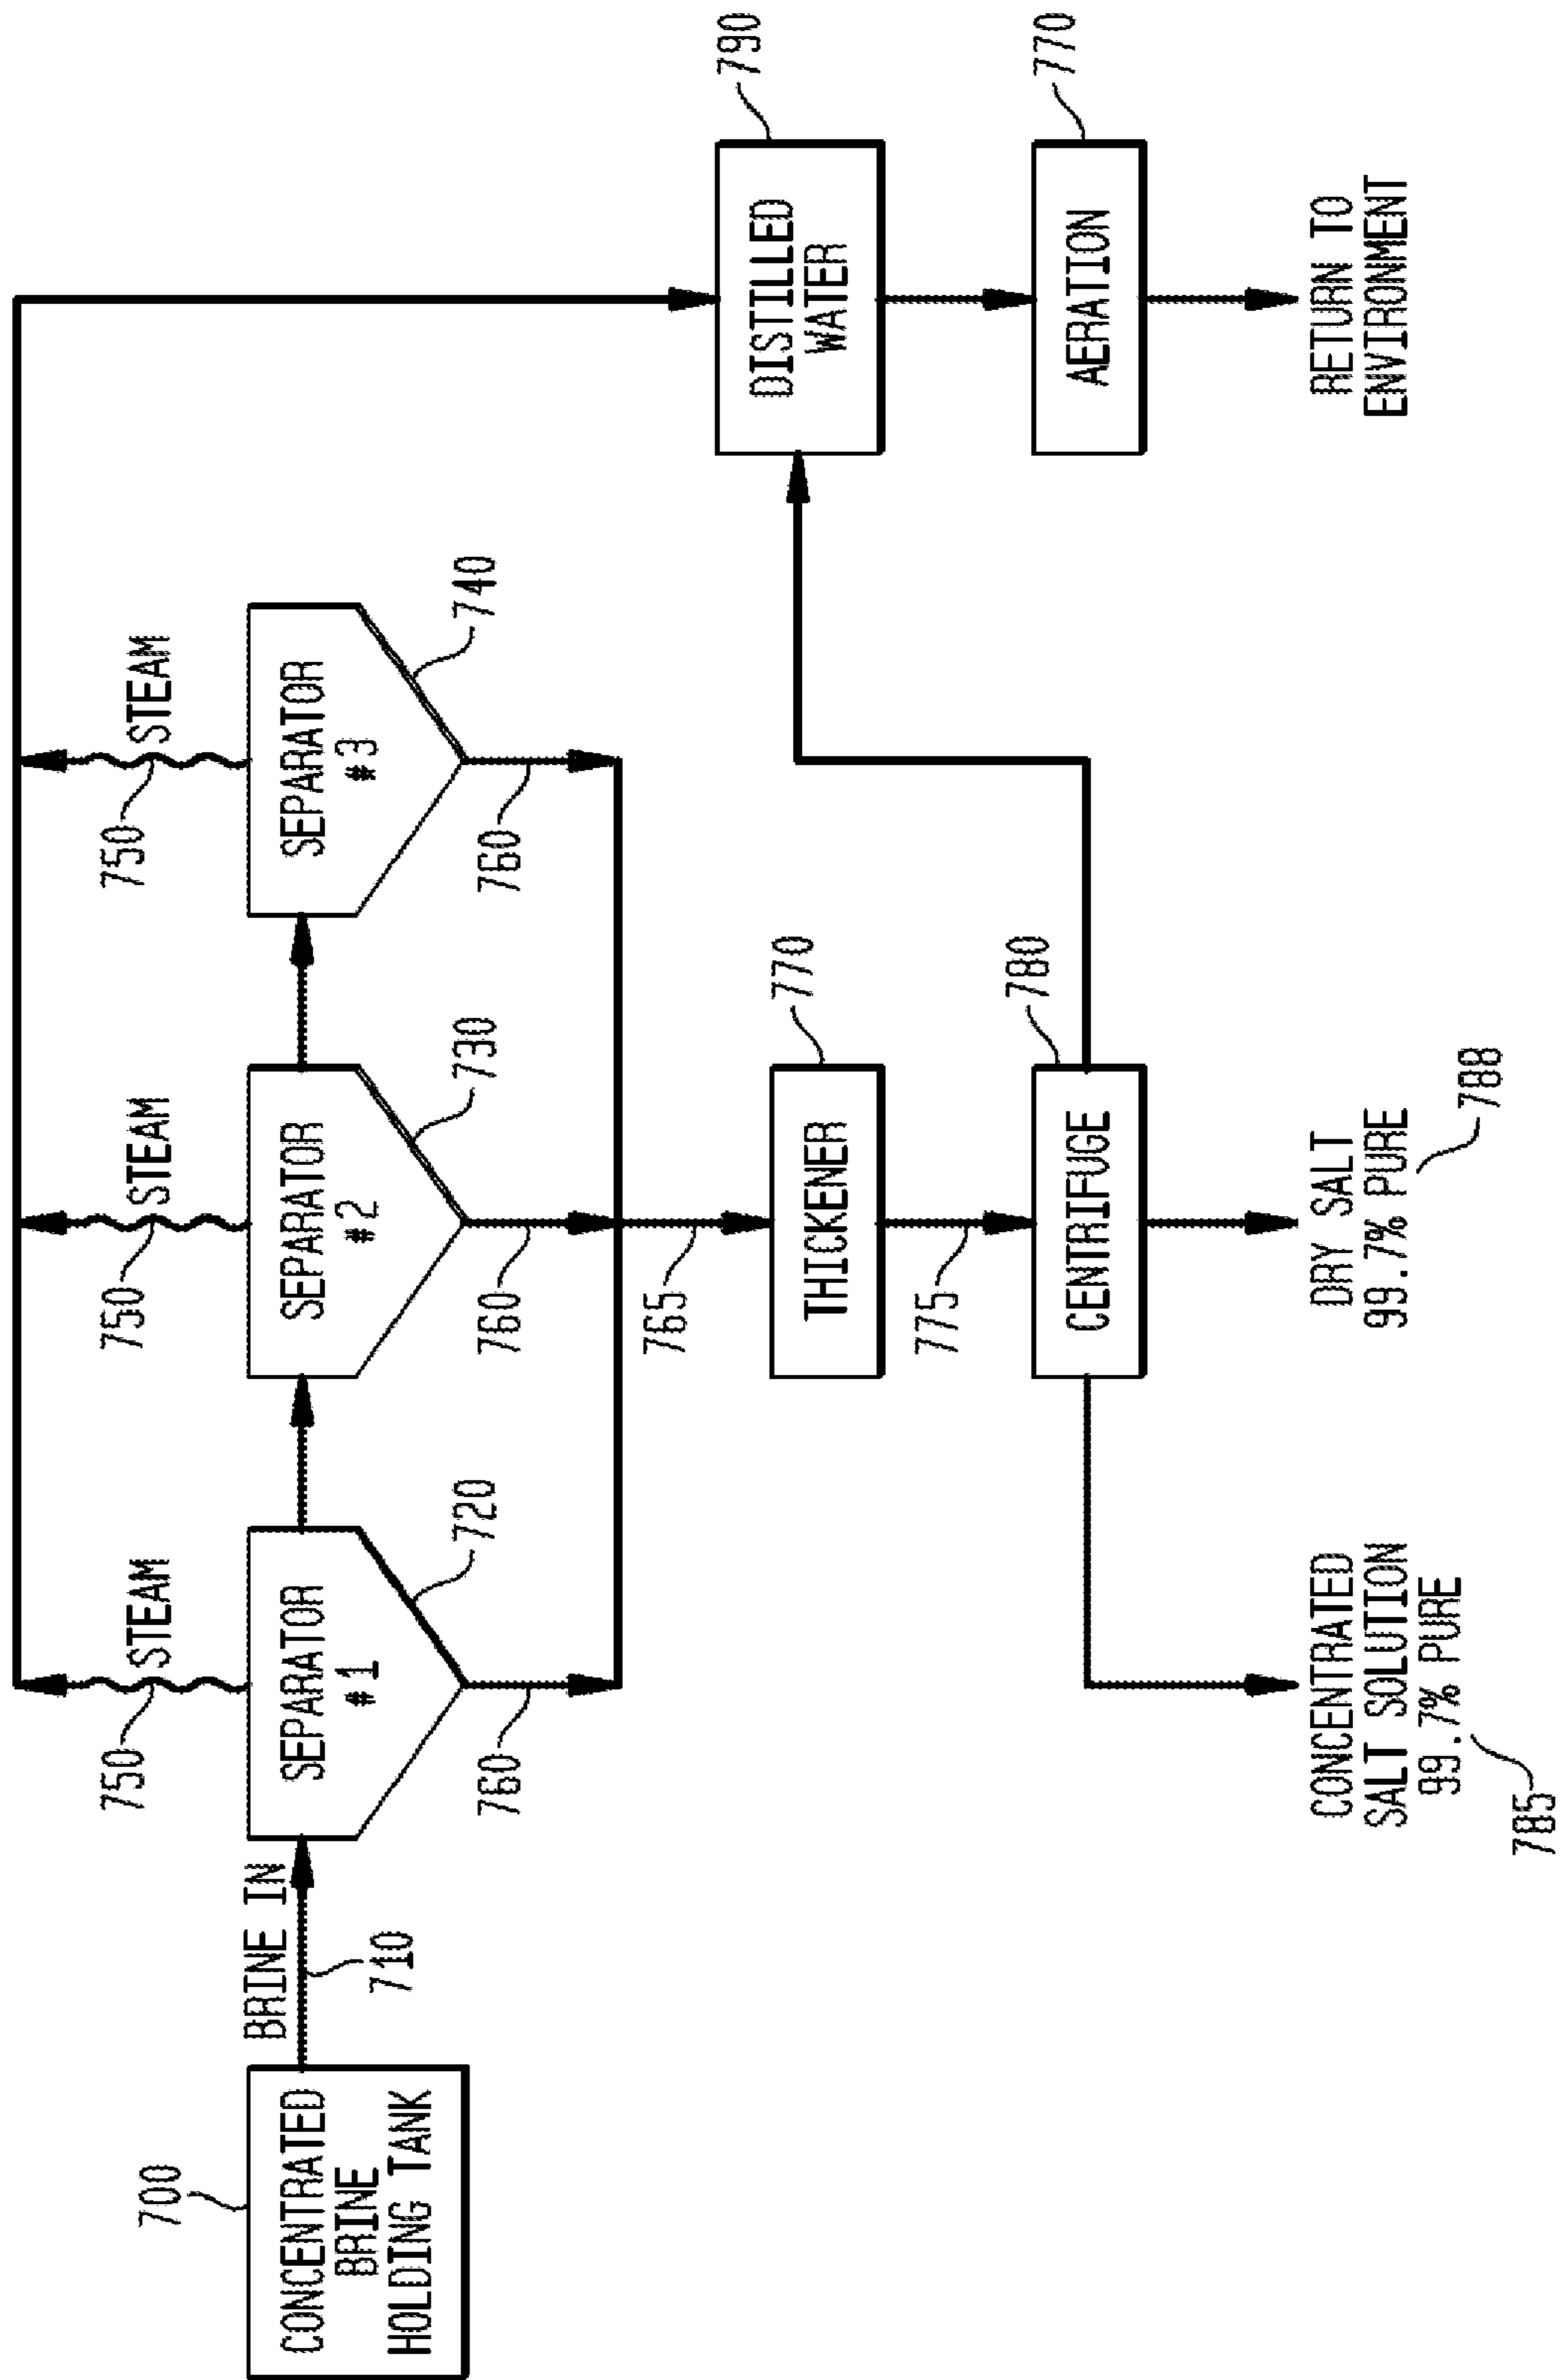 750
STEAM
750
STEAM
750
STEAM
700
CONCENTRATED
BRINE
HOLDING TANK
BRINE IN
710
SEPARATOR
#1
720
SEPARATOR
#2
730
SEPARATOR
#3
740
760
760
760
765
THICKENER
770
775
CENTRIFUGE
780
DISTILLED
WATER
790
AERATION
770
CONCENTRATED
SALT SOLUTION
99.7% PURE
785
DRY SALT
99.7% PURE
788
RETURN TO
ENVIRONMENT